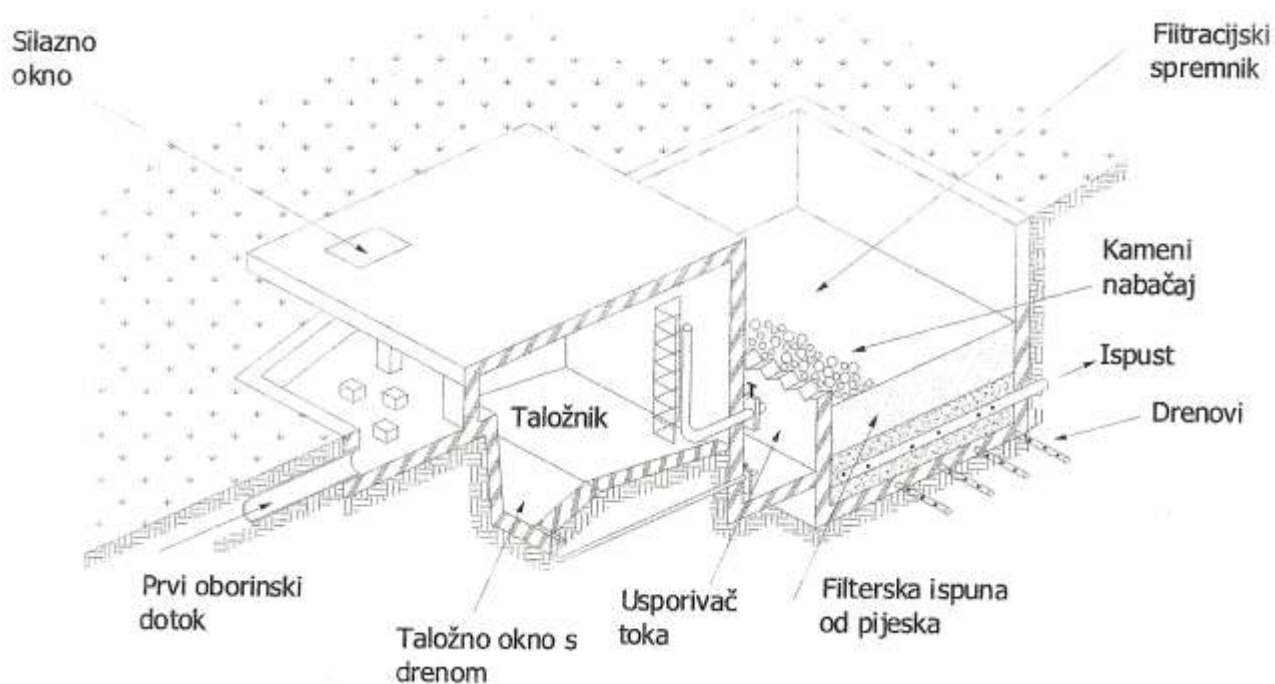 Silazno
okno
Fiitracijski
spremnik
Kameni
nabačaj
Ispust
Drenovi
Taložnik
Prvi oborinski
dotok
Taložno okno s
drenom
Usporivač
toka
Filterska ispuna
od pijeska